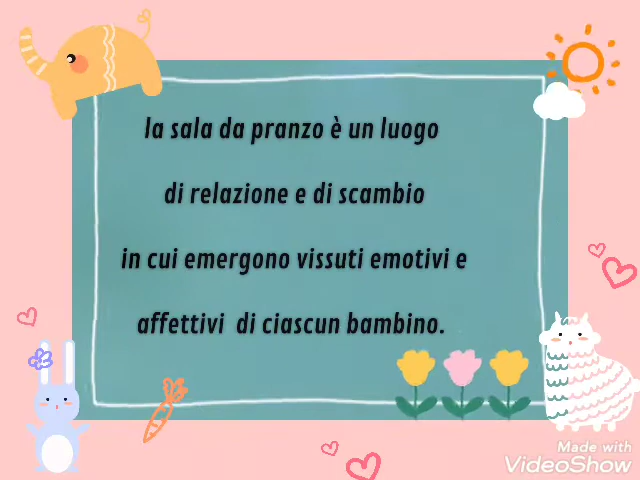 la sala da pranzo è un luogo
di relazione e di scambio
in cui emergono vissuti emotivi e
affettivi di ciascun bambino.
Made with
VideoShow